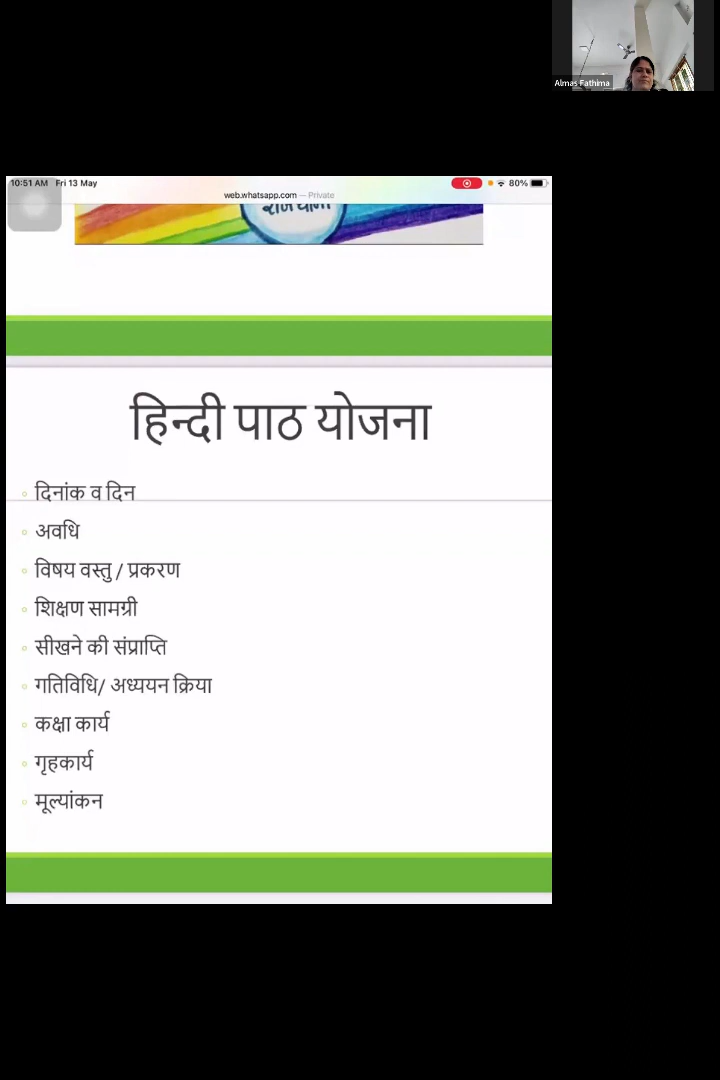 Almas Fathima
10:51 AM Fri 13 May
80%
web.whatsapp.com — Private
हिन्दी पाठ योजना
दिनांक व दिन
अवधि
विषय वस्तु / प्रकरण
शिक्षण सामग्री
सीखने की संप्राप्ति
गतिविधि/ अध्ययन क्रिया
कक्षा कार्य
गृहकार्य
मूल्यांकन